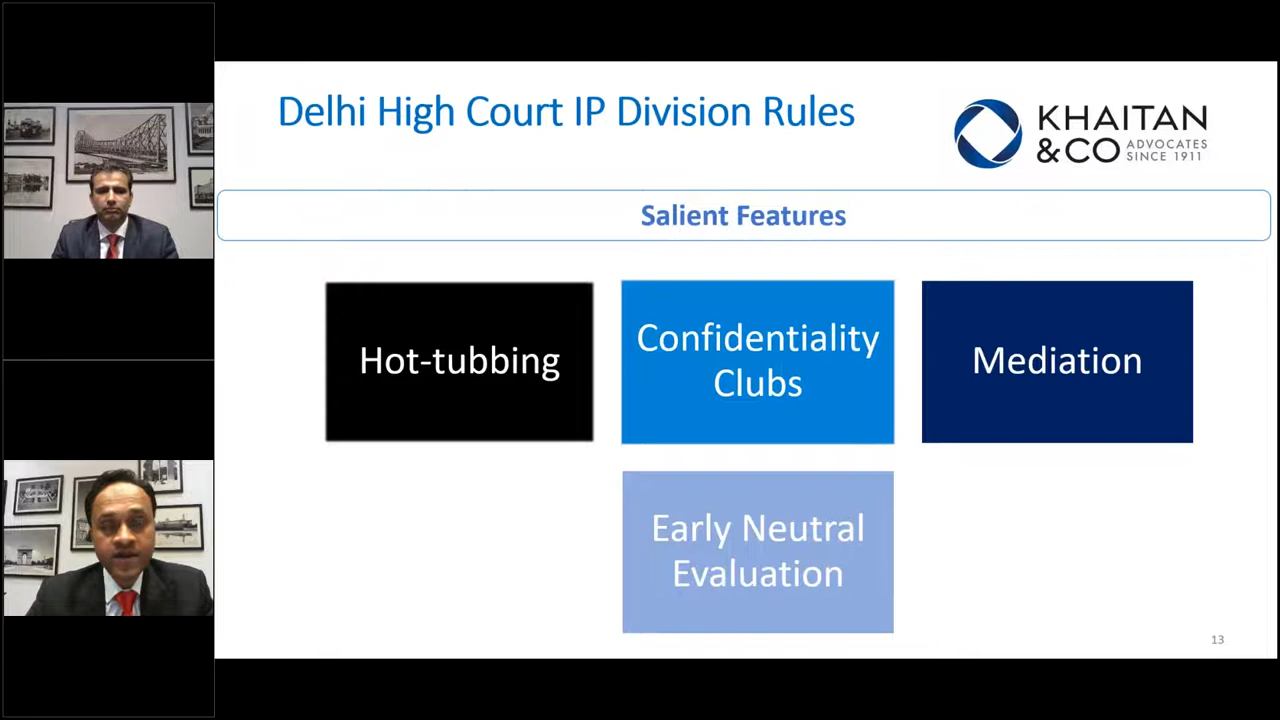 Delhi High Court IP Division Rules
KHAITAN
&CO ADVOCATES
SINCE 1911
Salient Features
Hot-tubbing
Confidentiality
Clubs
Mediation
Early Neutral
Evaluation
13